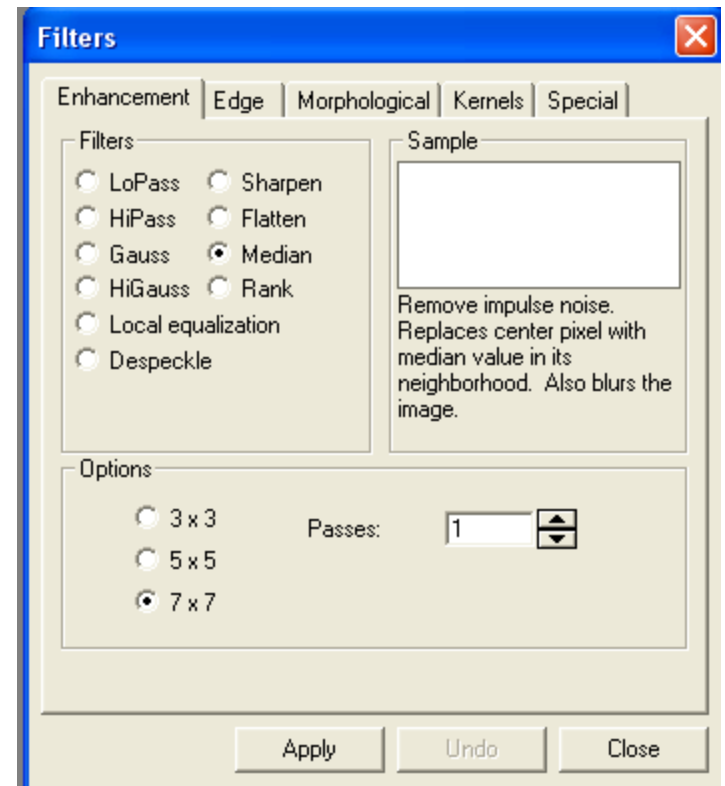 Filters
Enhancement Edge Morphological Kernels Special
Filters
LoPass Sharpen
HiPass Flatten
Gauss Median
HiGauss Rank
Local equalization
Despeckle
Sample
Remove impulse noise.
Replaces center pixel with
median value in its
neighborhood. Also blurs the
image.
Options
3 x 3
5 x 5
7 x 7
Passes: 1
Apply Undo Close